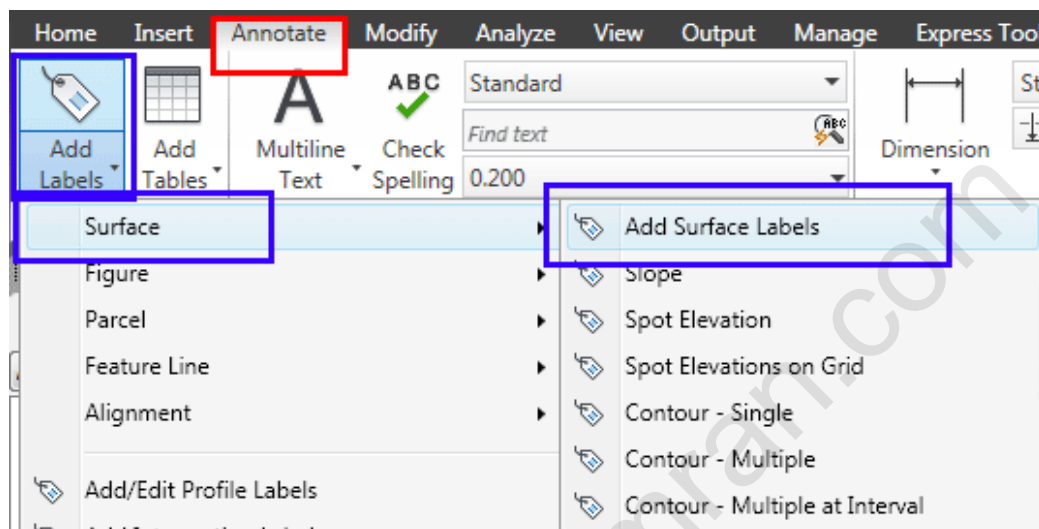 Home Insert Annotate Modify Analyze View Output Manage Express
Add Labels
Add Tables
Multiline Text
ABC
Check Spelling
Standard
Find text
ABC
0.200
Dimension
Surface
Figure
Parcel
Feature Line
Alignment
Add/Edit Profile Labels
Add Surface Labels
Slope
Spot Elevation
Spot Elevations on Grid
Contour - Single
Contour - Multiple
Contour - Multiple at Interval